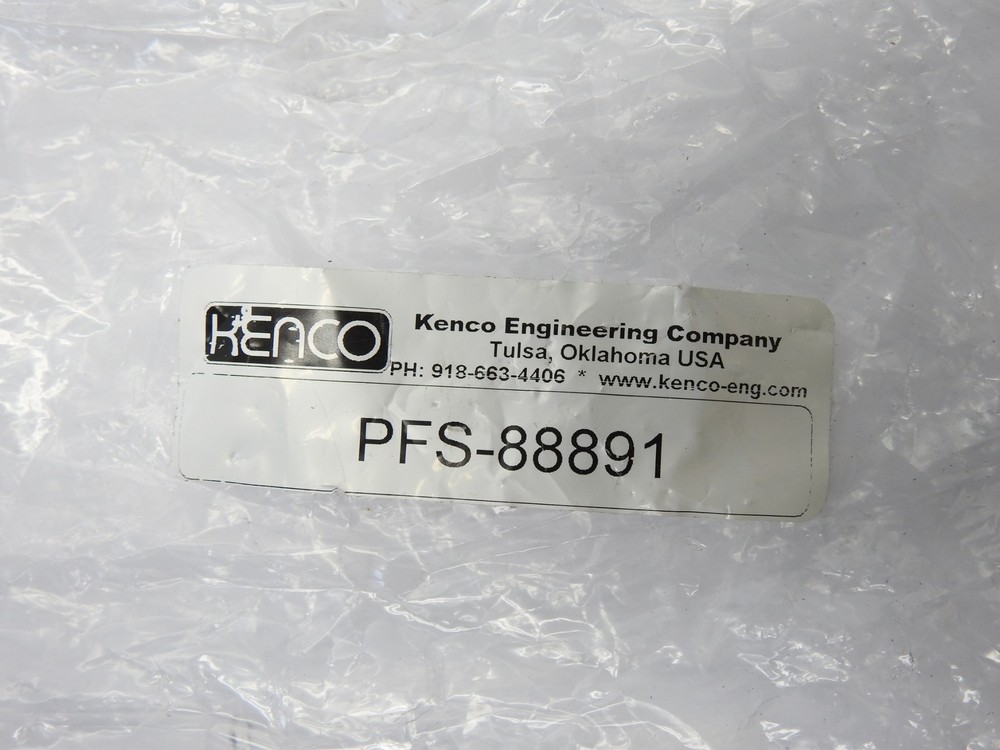 KENCO
Kenco Engineering Company
Tulsa, Oklahoma USA
PH: 918-663-4406 * www.kenco-eng.com
PFS-88891